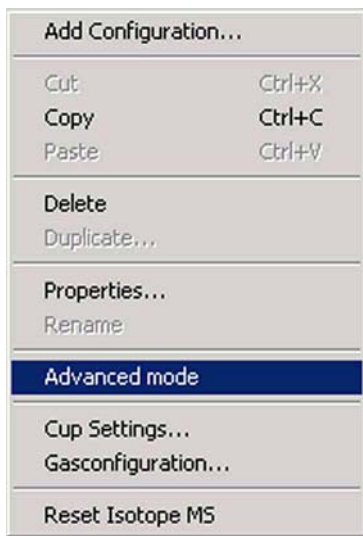 Add Configuration...
Cut Ctrl+X
Copy Ctrl+C
Paste Ctrl+V
Delete
Duplicate...
Properties...
Rename
Advanced mode
Cup Settings...
Gasconfiguration...
Reset Isotope MS